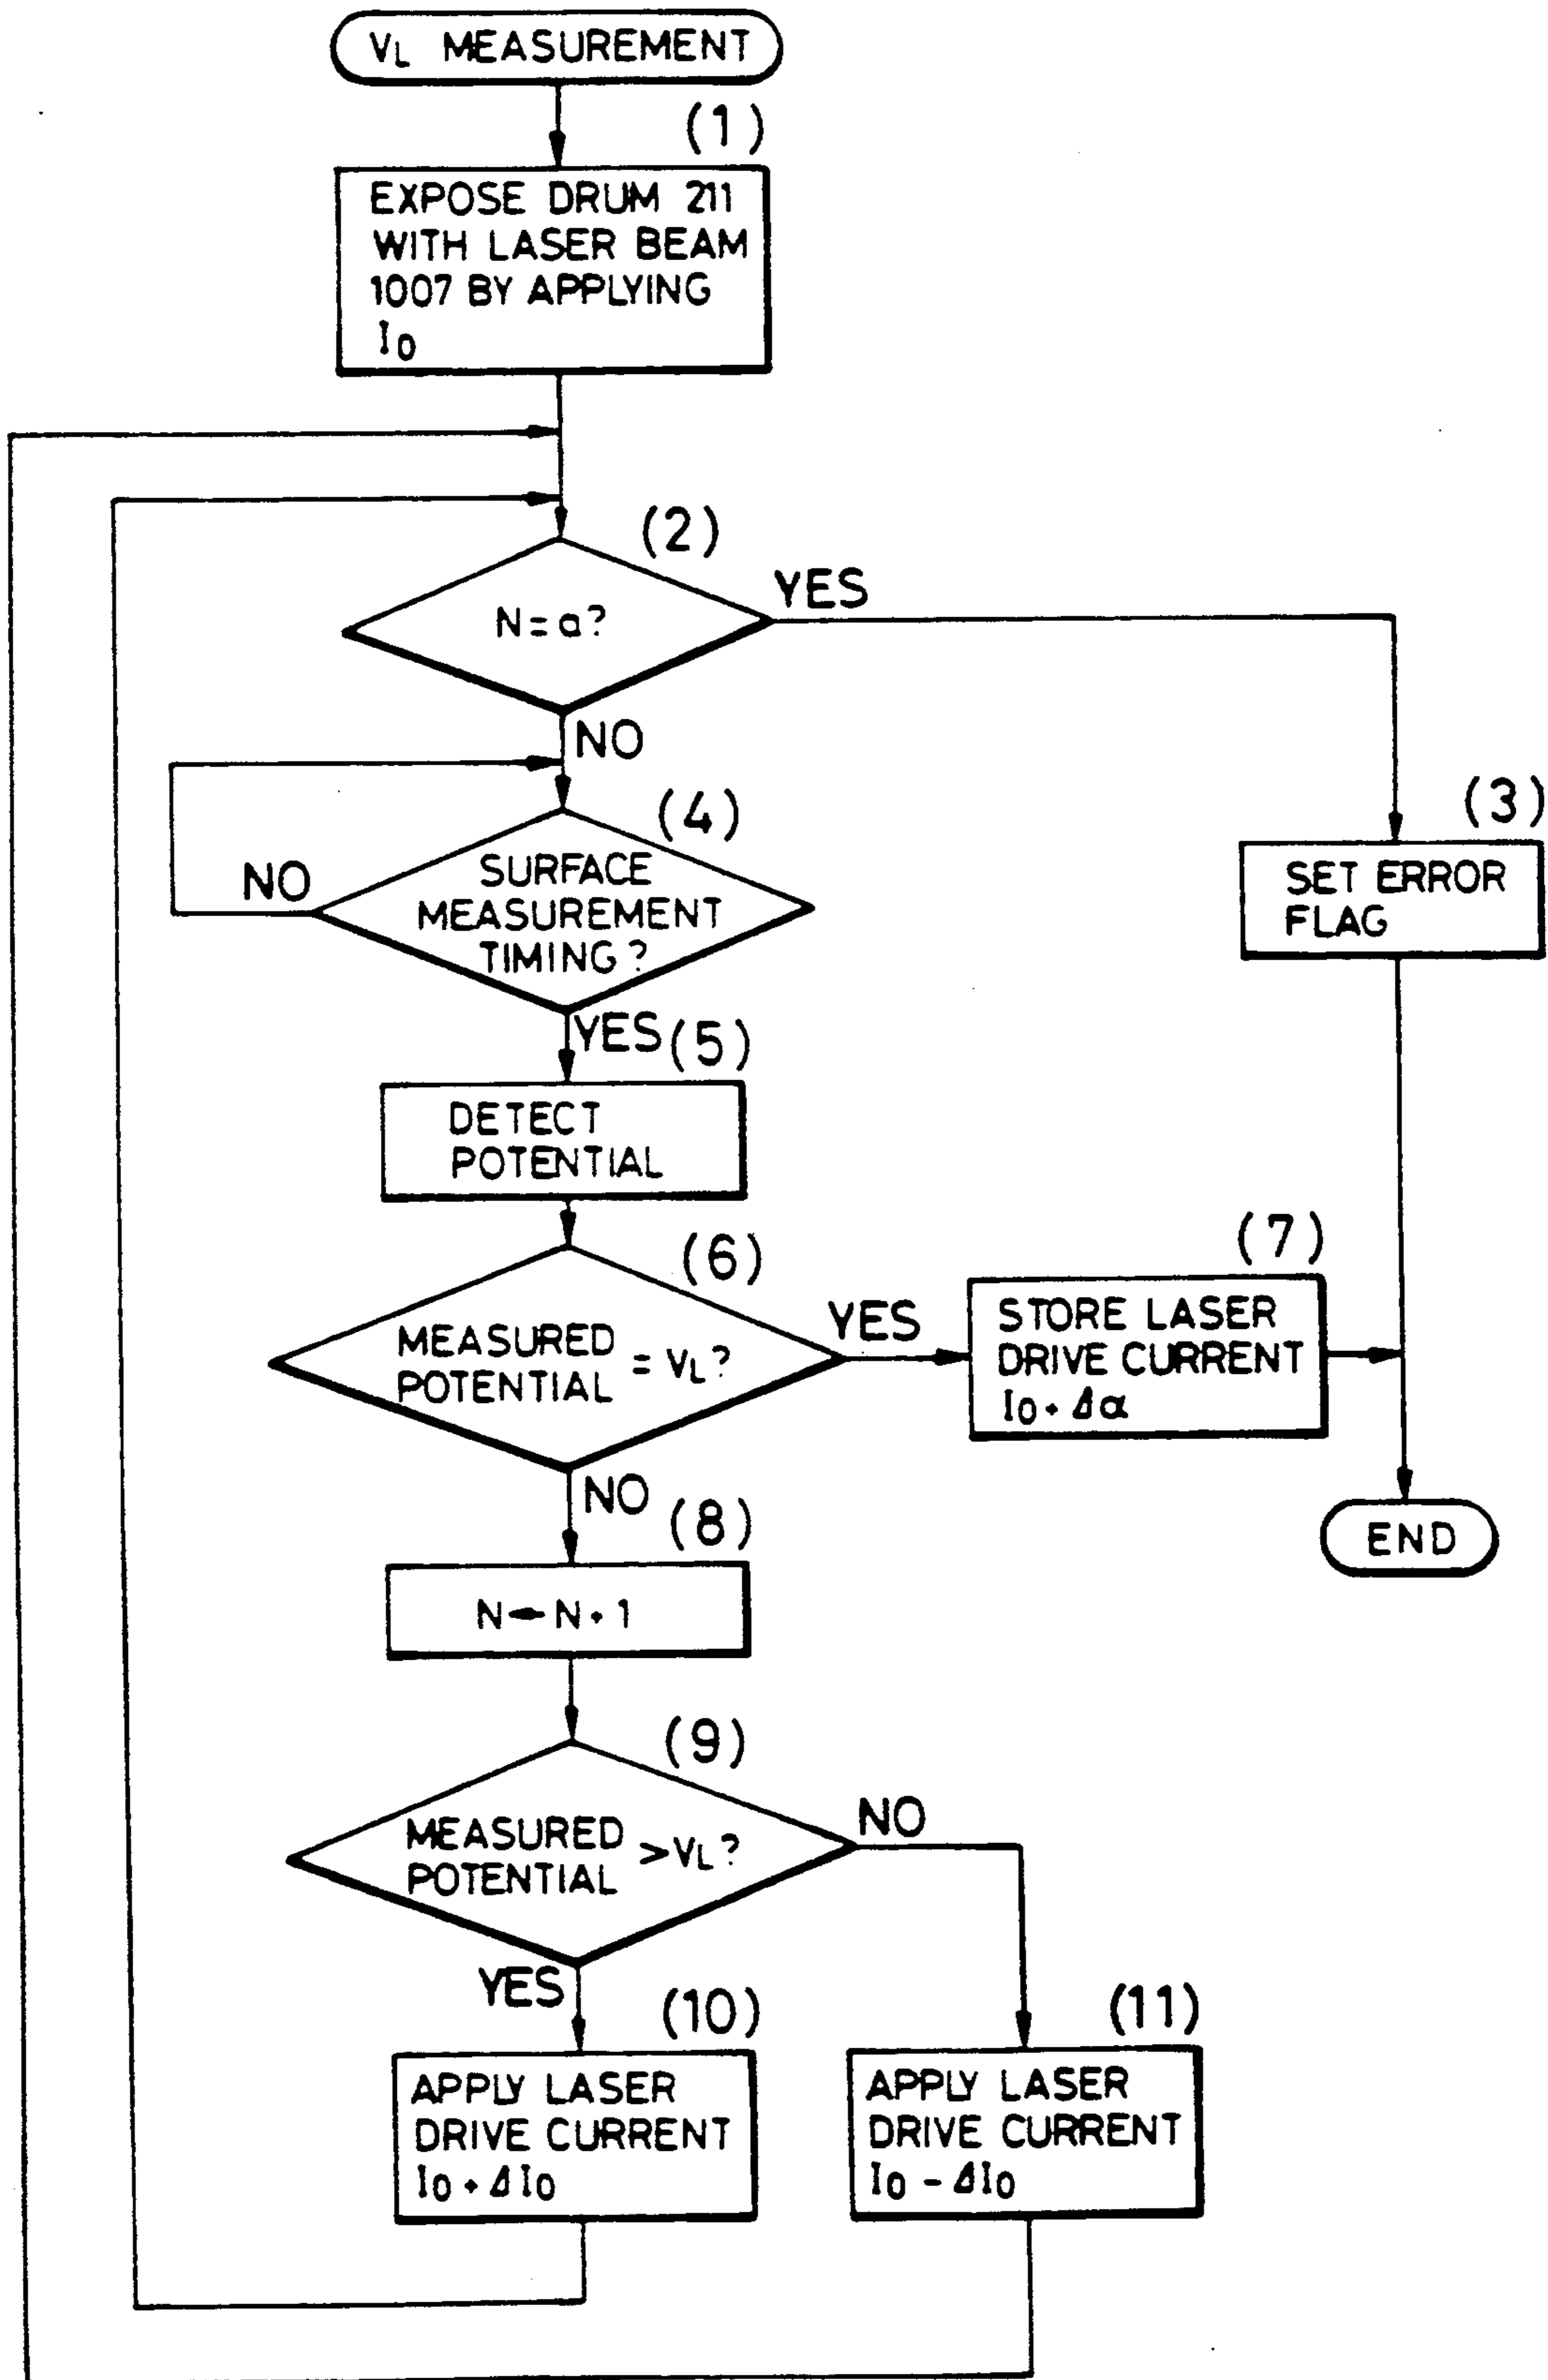 VL MEASUREMENT
(1)
EXPOSE DRUM 211
WITH LASER BEAM
1007 BY APPLYING
I0
(2)
N=a?
YES
NO
(3)
SET ERROR
FLAG
(4)
SURFACE
MEASUREMENT
TIMING?
NO
YES
(5)
DETECT
POTENTIAL
(6)
MEASURED
POTENTIAL = VL?
YES
(7)
STORE LASER
DRIVE CURRENT
I0+Δα
NO
END
(8)
N←N+1
(9)
MEASURED
POTENTIAL >VL?
NO
YES
(10)
APPLY LASER
DRIVE CURRENT
I0+ΔI0
(11)
APPLY LASER
DRIVE CURRENT
I0-ΔI0